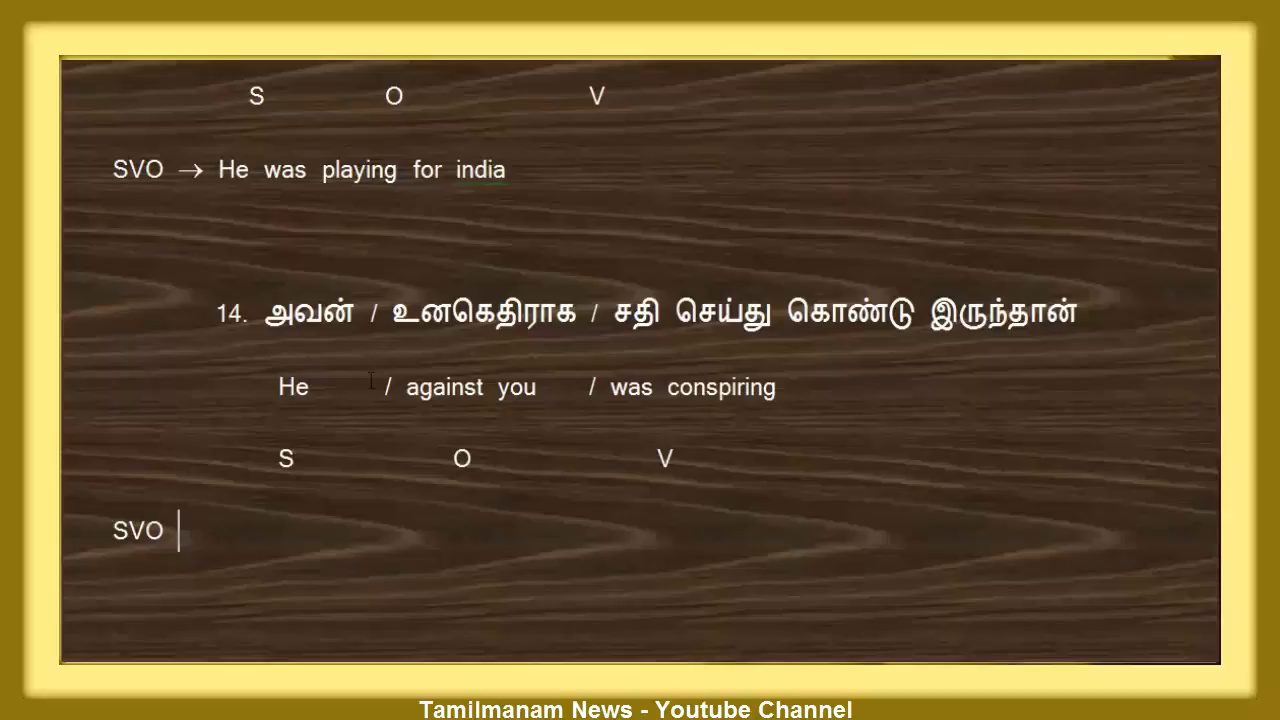 S O V
SVO → He was playing for india
14. அவன் / உனகெதிராக / சதி செய்து கொண்டு இருந்தான்
He / against you / was conspiring
S O V
SVO
Tamilmanam News - Youtube Channel